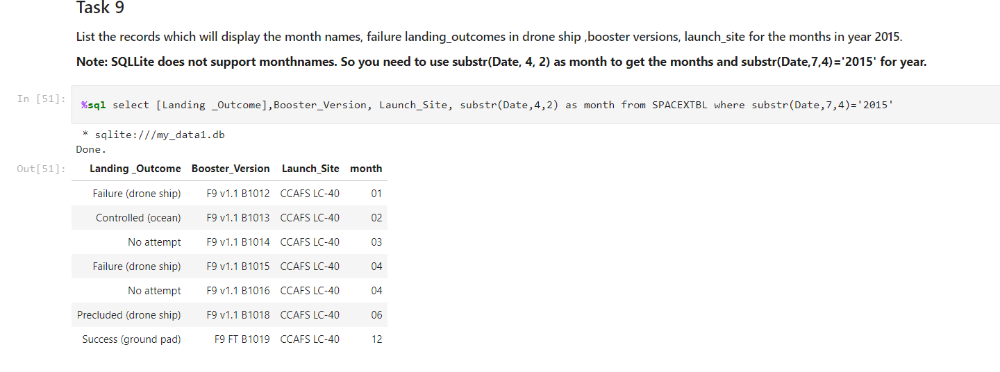 Task 9
List the records which will display the month names, failure landing_outcomes in drone ship ,booster versions, launch_site for the months in year 2015.
Note: SQLLite does not support monthnames. So you need to use substr(Date, 4, 2) as month to get the months and substr(Date,7,4)='2015' for year.
In [51]: %sql select [Landing _Outcome],Booster_Version, Launch_Site, substr(Date,4,2) as month from SPACEXTBL where substr(Date,7,4)='2015'
* sqlite:///my_data1.db
Done.
Out[51]: Landing _Outcome Booster_Version Launch_Site month
Failure (drone ship) F9 v1.1 B1012 CCAFS LC-40 01
Controlled (ocean) F9 v1.1 B1013 CCAFS LC-40 02
No attempt F9 v1.1 B1014 CCAFS LC-40 03
Failure (drone ship) F9 v1.1 B1015 CCAFS LC-40 04
No attempt F9 v1.1 B1016 CCAFS LC-40 04
Precluded (drone ship) F9 v1.1 B1018 CCAFS LC-40 06
Success (ground pad) F9 FT B1019 CCAFS LC-40 12